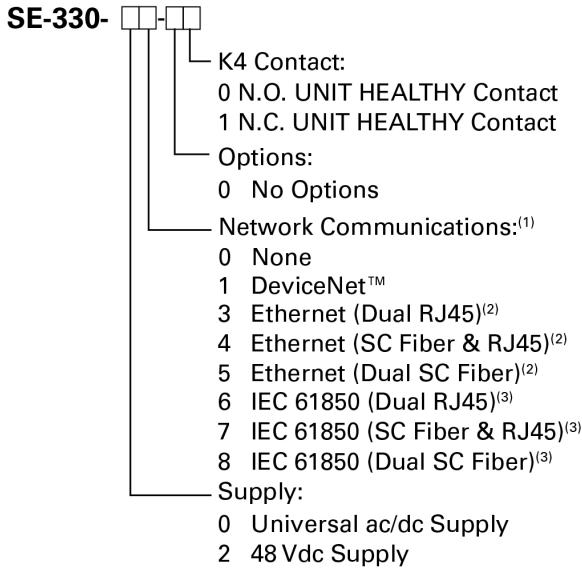 SE-330- □□-□□
K4 Contact:
0 N.O. UNIT HEALTHY Contact
1 N.C. UNIT HEALTHY Contact
Options:
0 No Options
Network Communications:(1)
0 None
1 DeviceNet™
3 Ethernet (Dual RJ45)(2)
4 Ethernet (SC Fiber & RJ45)(2)
5 Ethernet (Dual SC Fiber)(2)
6 IEC 61850 (Dual RJ45)(3)
7 IEC 61850 (SC Fiber & RJ45)(3)
8 IEC 61850 (Dual SC Fiber)(3)
Supply:
0 Universal ac/dc Supply
2 48 Vdc Supply